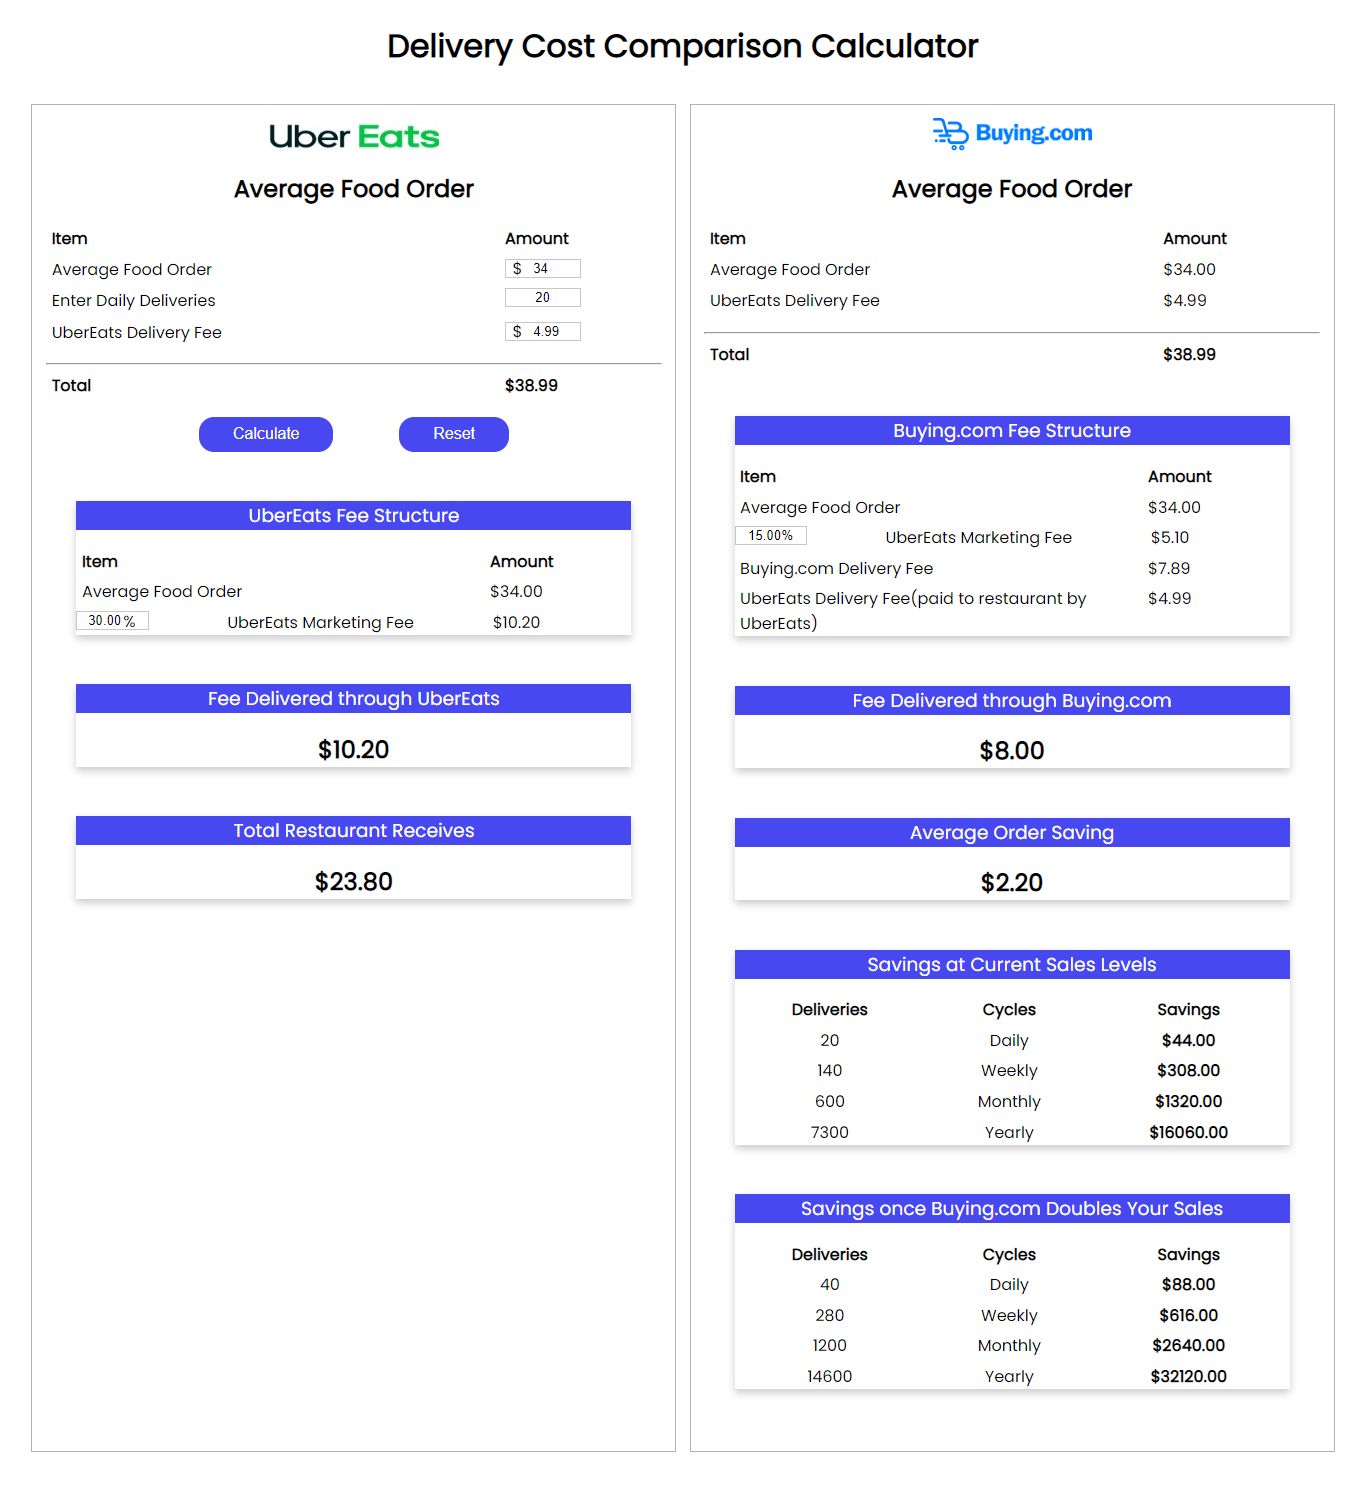 Delivery Cost Comparison Calculator
Uber Eats
Average Food Order
Item Amount
Average Food Order $ 34
Enter Daily Deliveries 20
UberEats Delivery Fee $ 4.99
Total $38.99
Calculate Reset
UberEats Fee Structure
Item Amount
Average Food Order $34.00
30.00 % UberEats Marketing Fee $10.20
Fee Delivered through UberEats
$10.20
Total Restaurant Receives
$23.80
Buying.com
Average Food Order
Item Amount
Average Food Order $34.00
UberEats Delivery Fee $4.99
Total $38.99
Buying.com Fee Structure
Item Amount
Average Food Order $34.00
15.00% UberEats Marketing Fee $5.10
Buying.com Delivery Fee $7.89
UberEats Delivery Fee(paid to restaurant by $4.99
UberEats)
Fee Delivered through Buying.com
$8.00
Average Order Saving
$2.20
Savings at Current Sales Levels
Deliveries Cycles Savings
20 Daily $44.00
140 Weekly $308.00
600 Monthly $1320.00
7300 Yearly $16060.00
Savings once Buying.com Doubles Your Sales
Deliveries Cycles Savings
40 Daily $88.00
280 Weekly $616.00
1200 Monthly $2640.00
14600 Yearly $32120.00